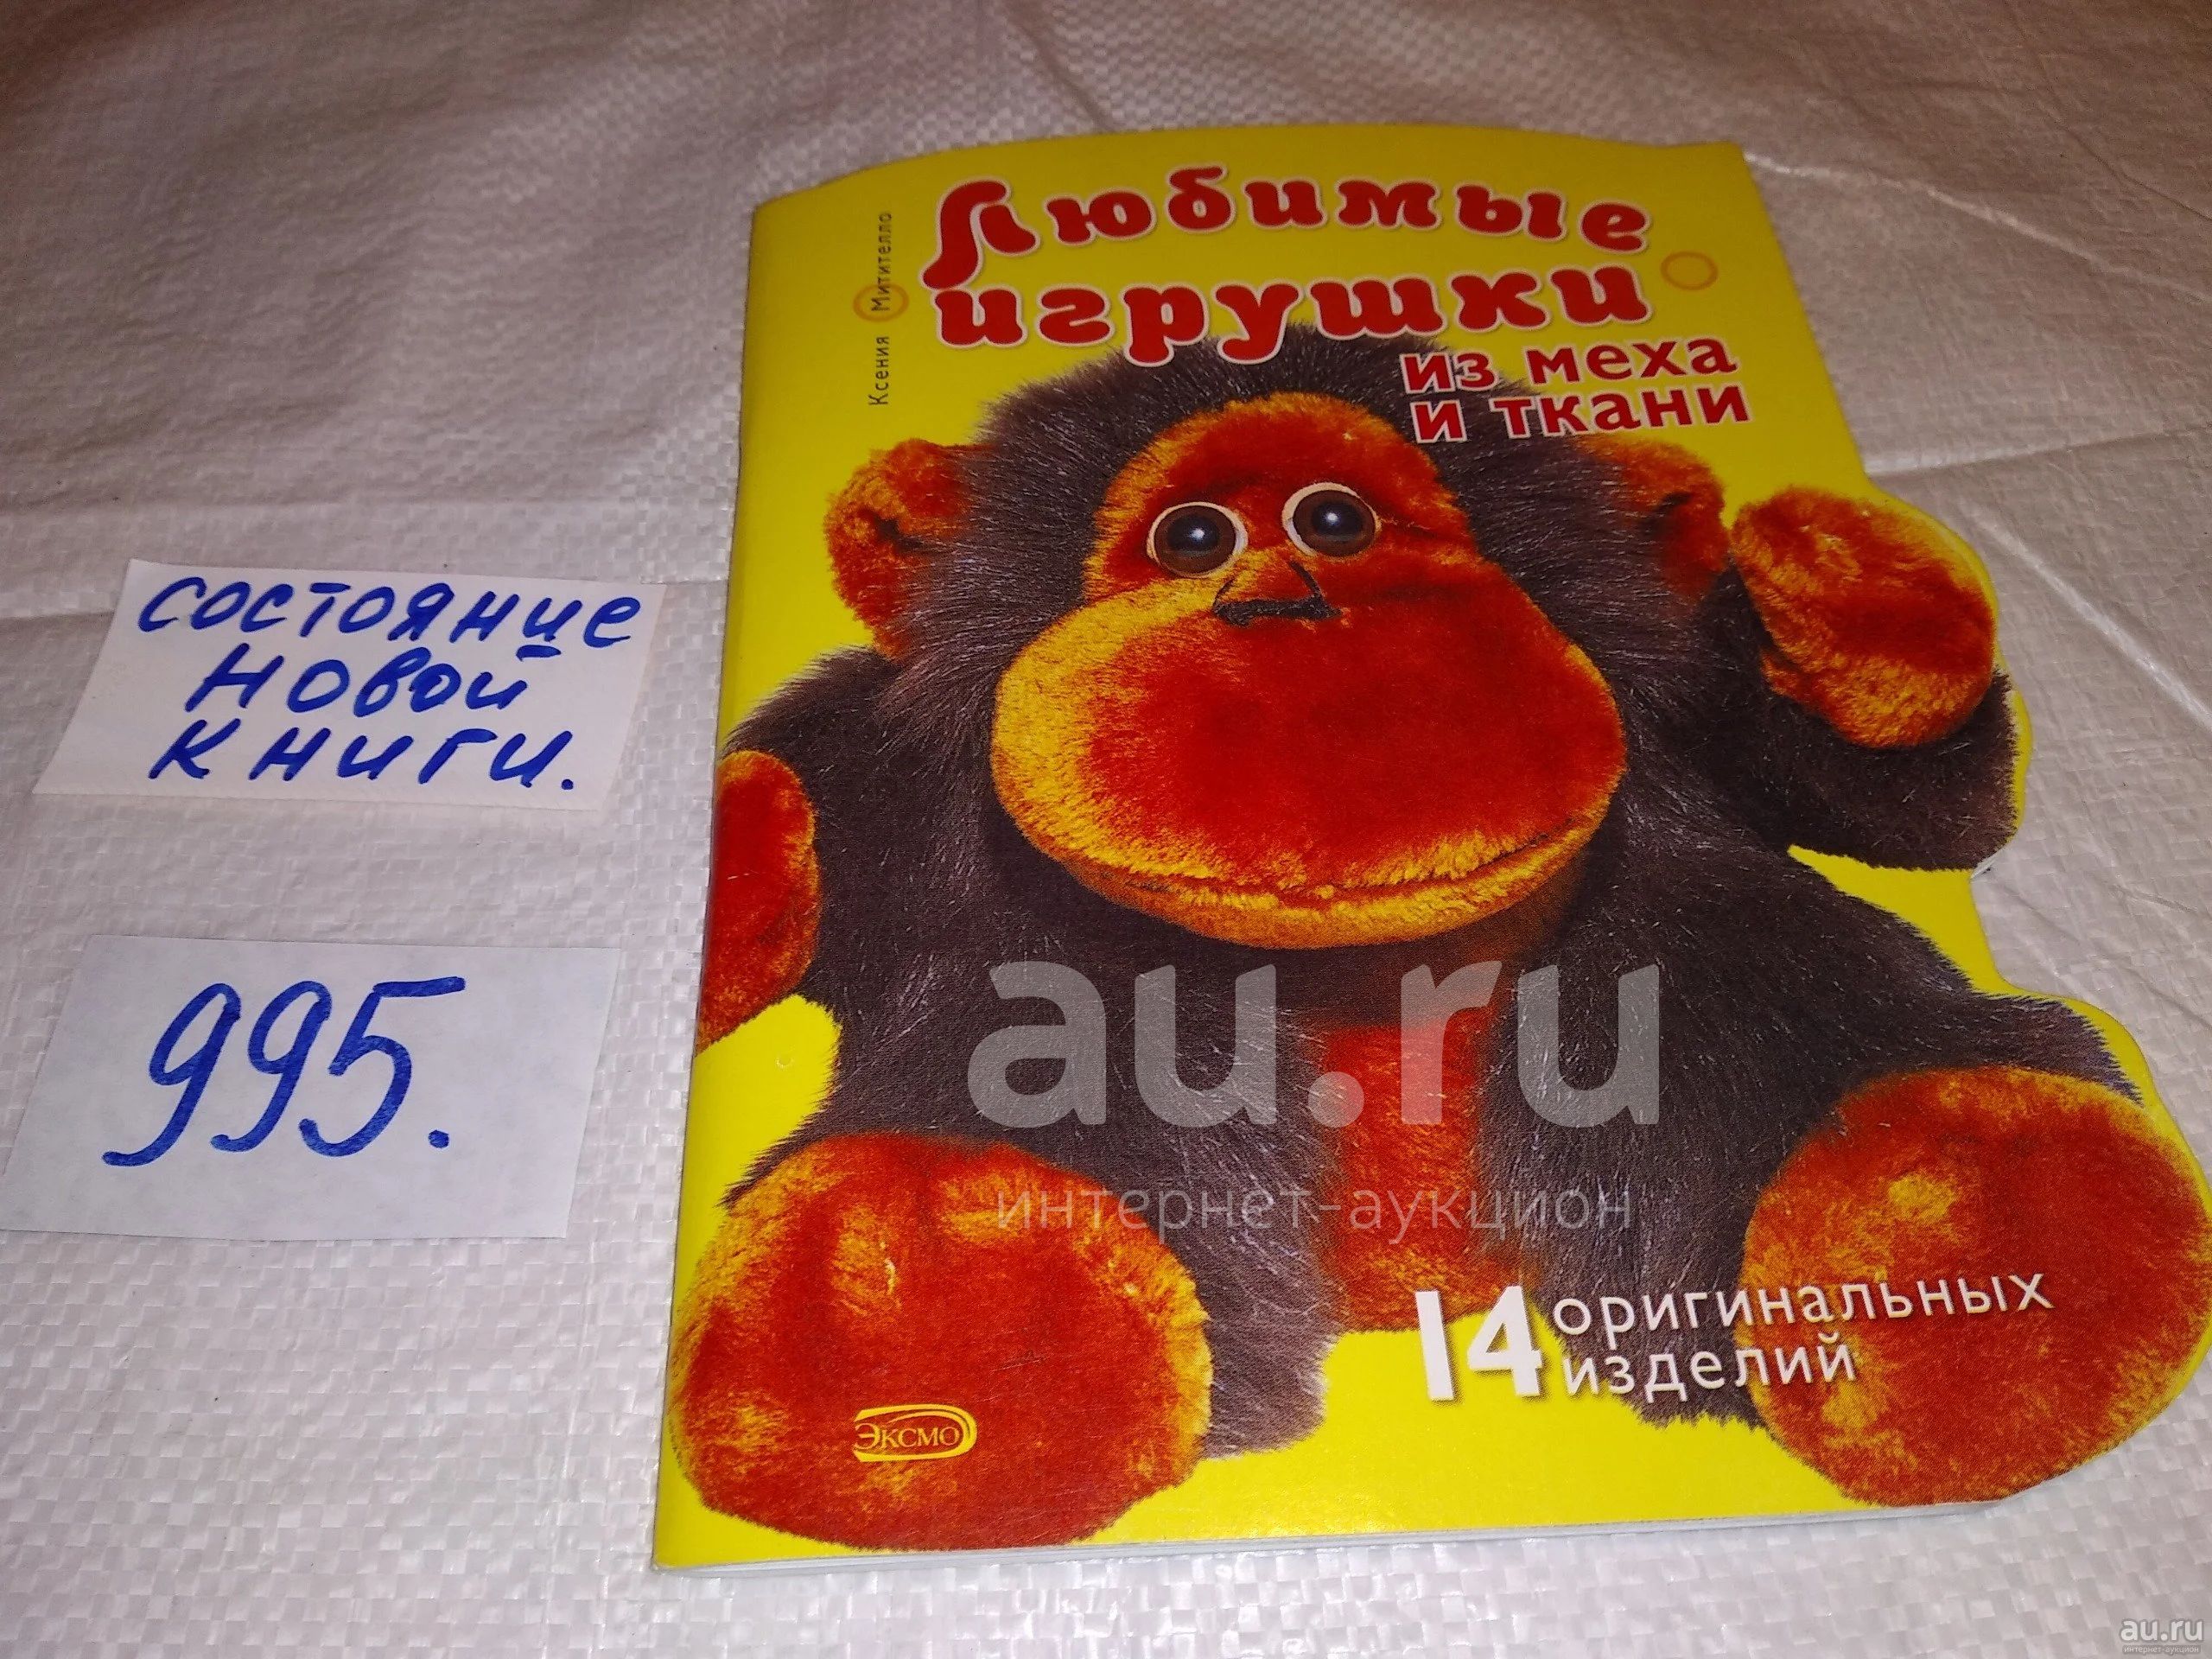 Ксения Митителло
Любимые
игрушки
из меха
и ткани
состояние
новой
книги.
995.
au.ru
интернет-аукцион
14 оригинальных
изделий
ЭКСМО
au.ru
интернет-аукцион